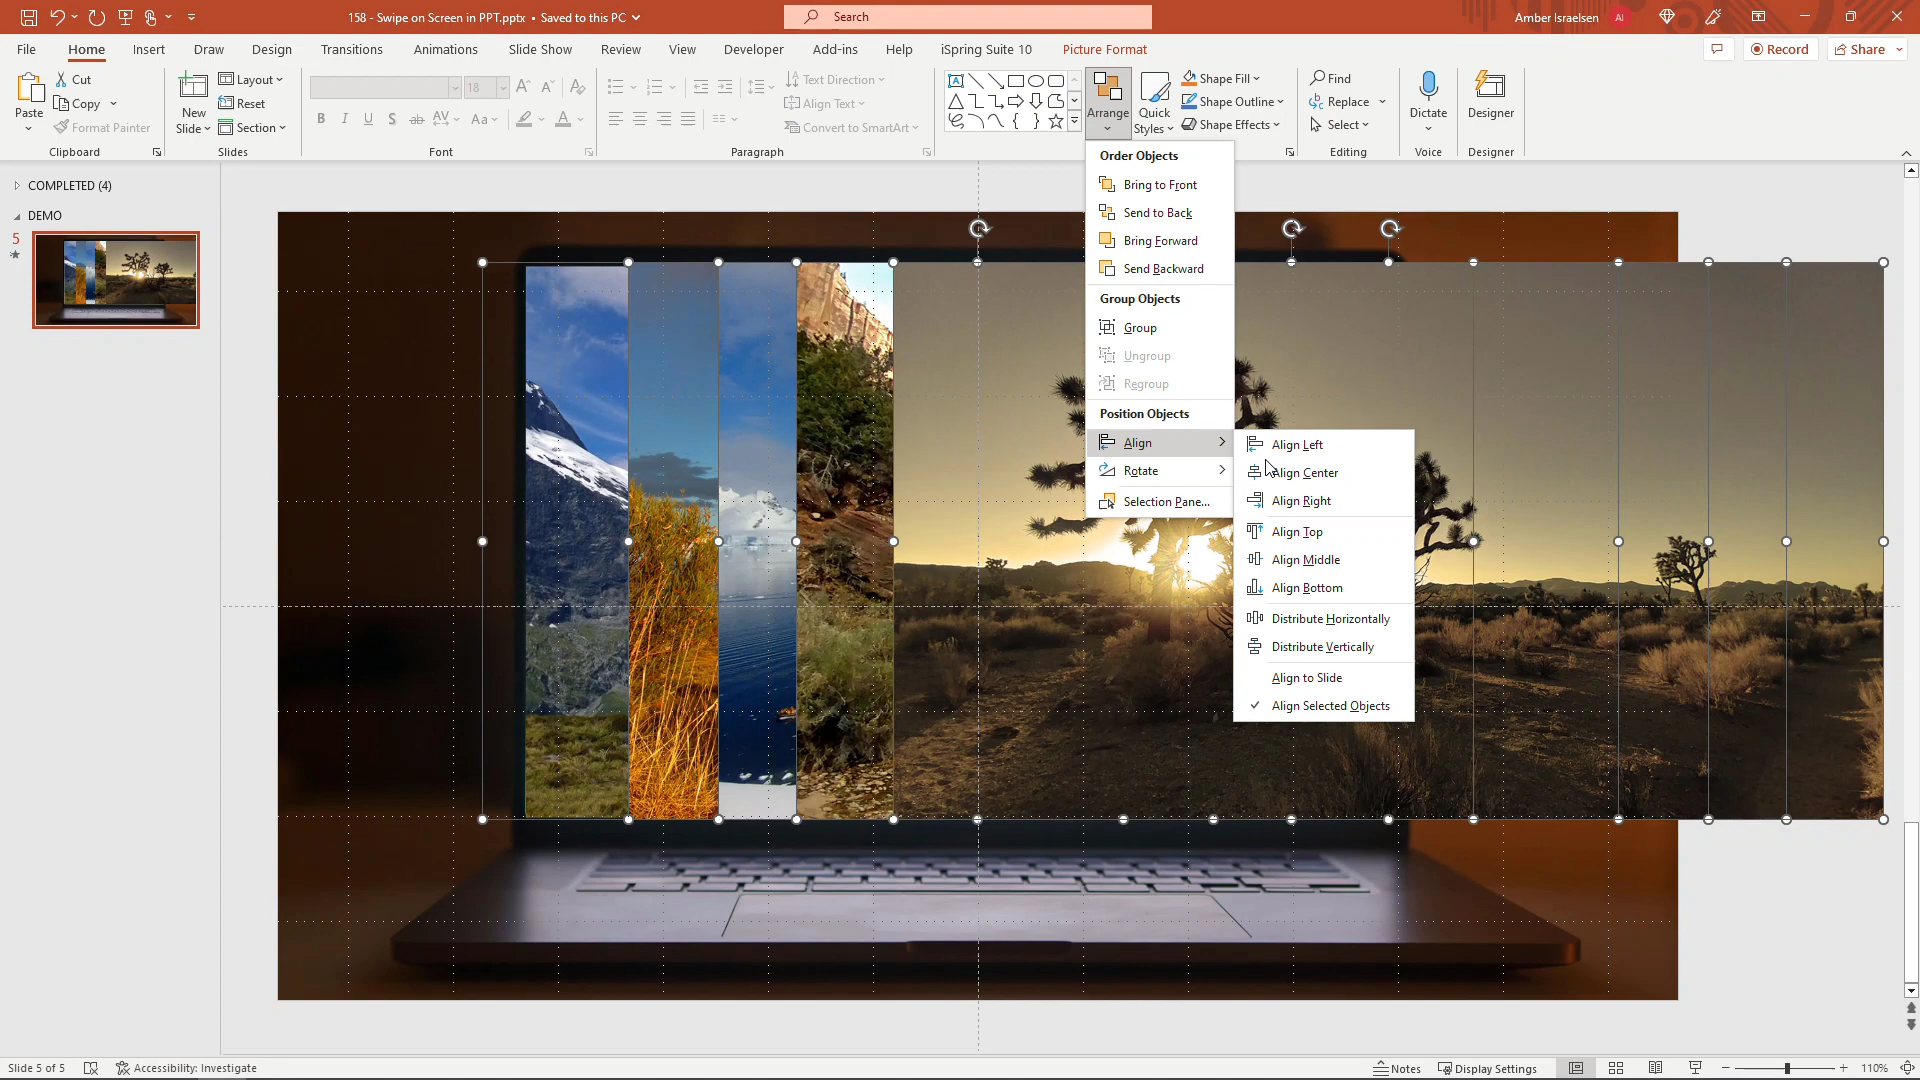 158 - Swipe on Screen in PPT.pptx • Saved to this PC
Search
Amber Israelsen
AI
File
Home
Insert
Draw
Design
Transitions
Animations
Slide Show
Review
View
Developer
Add-ins
Help
iSpring Suite 10
Picture Format
Record
Share
Paste
Cut
Copy
Format Painter
Clipboard
New
Slide
Layout
Reset
Section
Slides
18
B I U S ab AV Aa A
Font
Text Direction
Align Text
Convert to SmartArt
Paragraph
Arrange
Quick
Styles
Shape Fill
Shape Outline
Shape Effects
Find
Replace
Select
Editing
Dictate
Voice
Designer
Designer
COMPLETED (4)
DEMO
5
Order Objects
Bring to Front
Send to Back
Bring Forward
Send Backward
Group Objects
Group
Ungroup
Regroup
Position Objects
Align
Rotate
Selection Pane...
Align Left
Align Center
Align Right
Align Top
Align Middle
Align Bottom
Distribute Horizontally
Distribute Vertically
Align to Slide
Align Selected Objects
Slide 5 of 5
Accessibility: Investigate
Notes
Display Settings
110%